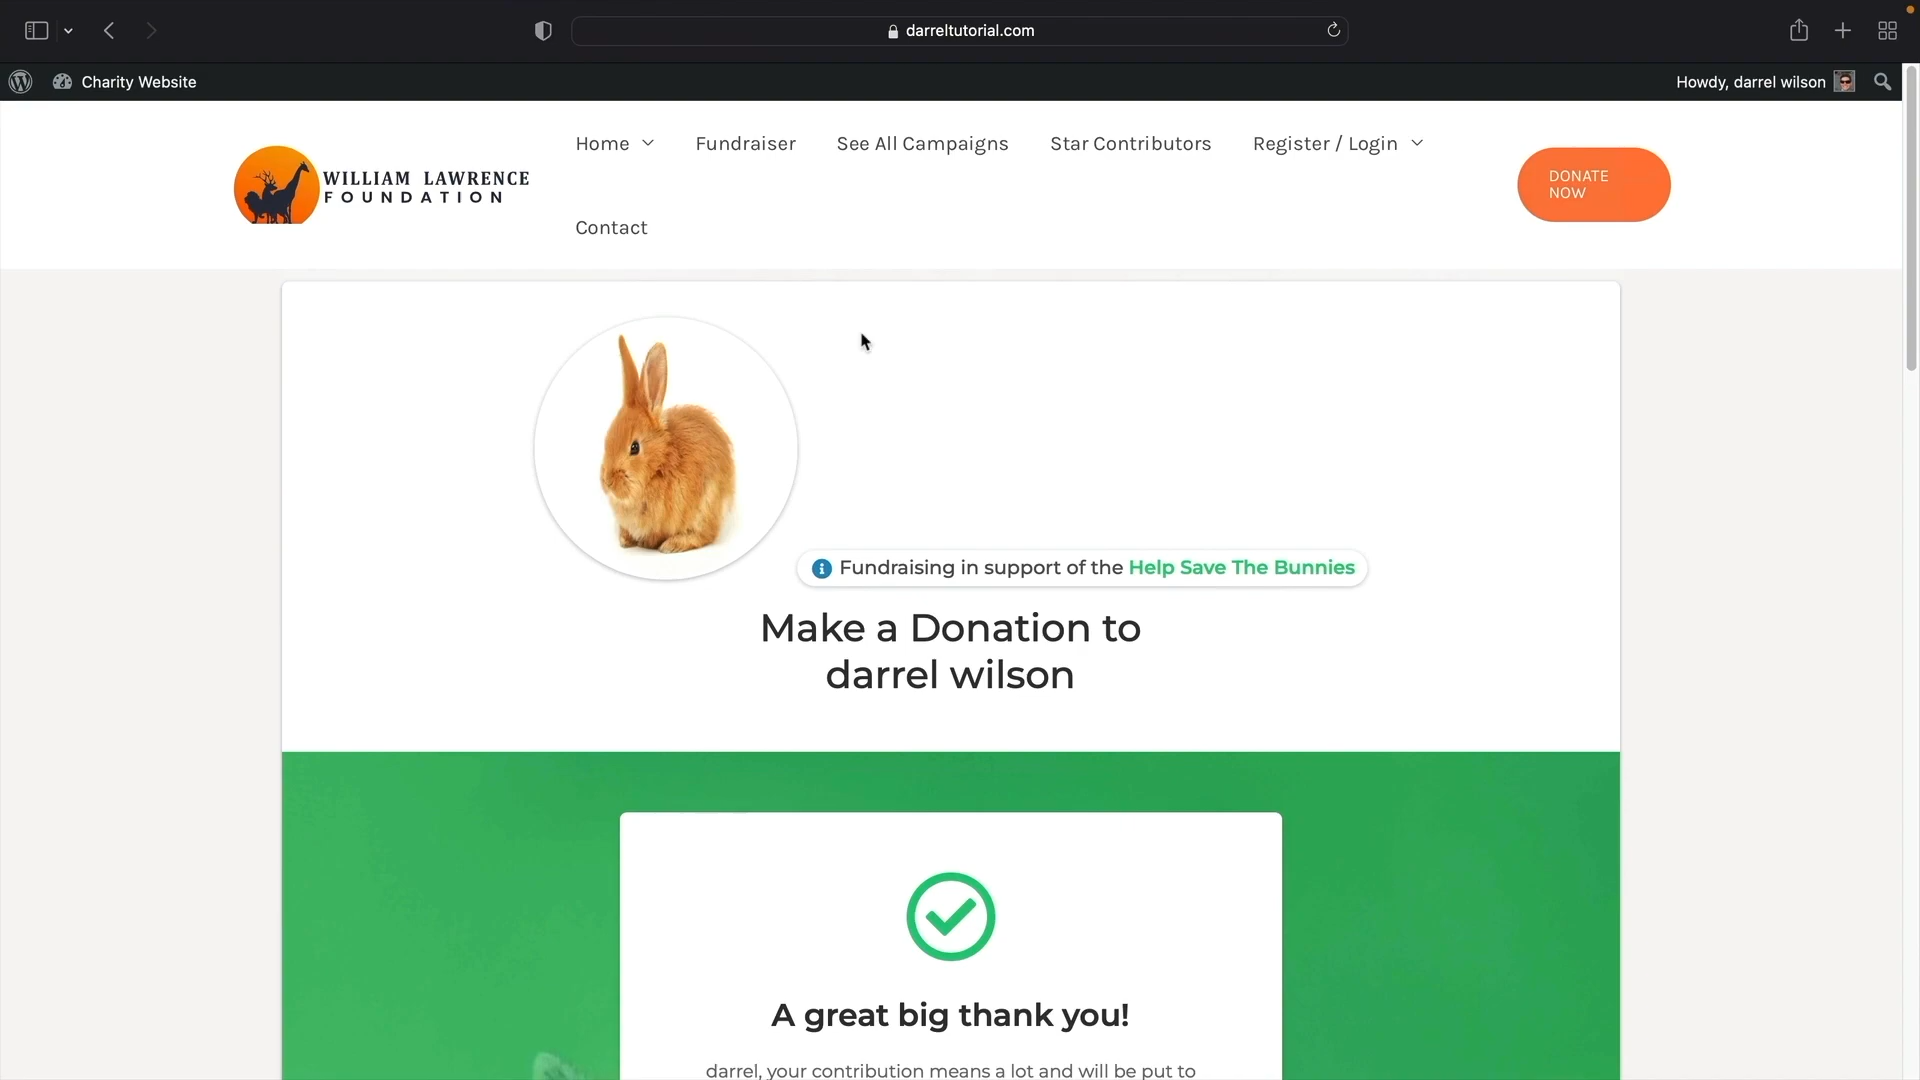 darreltutorial.com
Charity Website
Howdy, darrel wilson
WILLIAM LAWRENCE
FOUNDATION
Home
Fundraiser
See All Campaigns
Star Contributors
Register / Login
Contact
DONATE
NOW
Fundraising in support of the Help Save The Bunnies
Make a Donation to
darrel wilson
A great big thank you!
darrel, your contribution means a lot and will be put to